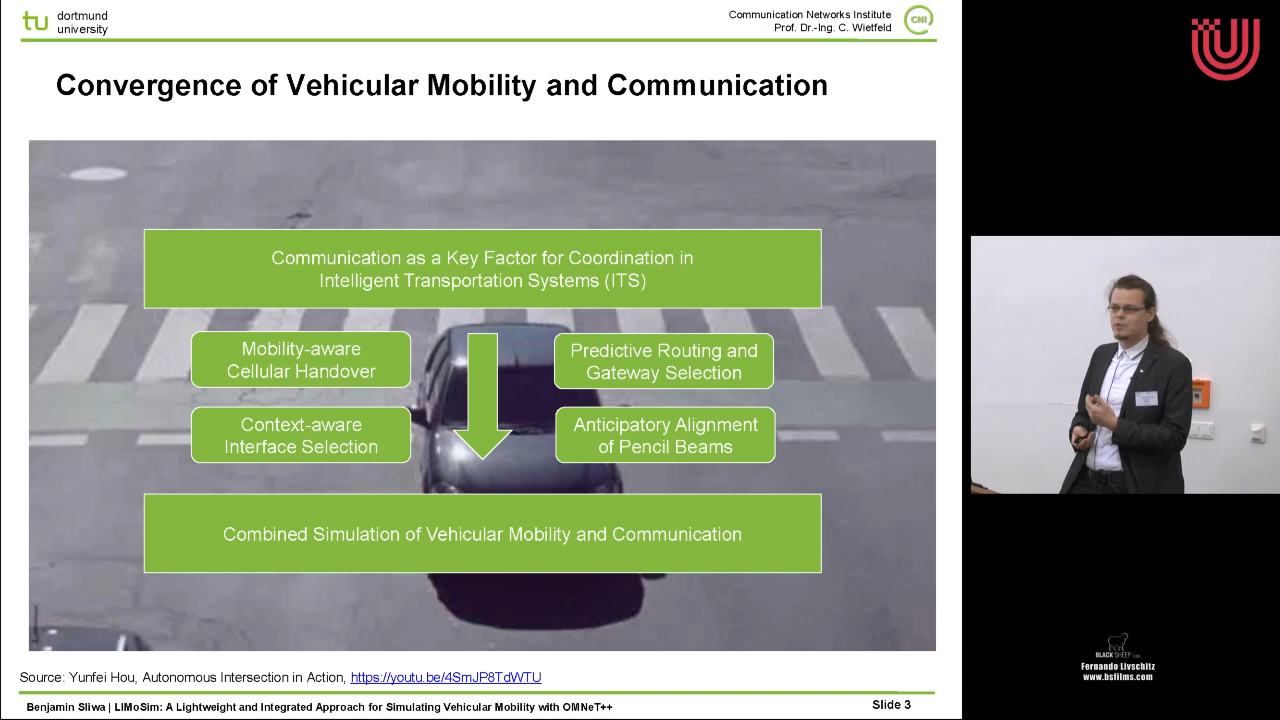 tu dortmund
university
Communication Networks Institute
Prof. Dr.-Ing. C. Wietfeld
CNI
Convergence of Vehicular Mobility and Communication
Communication as a Key Factor for Coordination in
Intelligent Transportation Systems (ITS)
Mobility-aware
Cellular Handover
Predictive Routing and
Gateway Selection
Context-aware
Interface Selection
Anticipatory Alignment
of Pencil Beams
Combined Simulation of Vehicular Mobility and Communication
Source: Yunfei Hou, Autonomous Intersection in Action, https://youtu.be/4SmJP8TdWTU
Benjamin Sliwa | LIMoSim: A Lightweight and Integrated Approach for Simulating Vehicular Mobility with OMNeT++
Slide 3
BLACK SHEEP
Fernando Livschitz
www.bsfilms.com